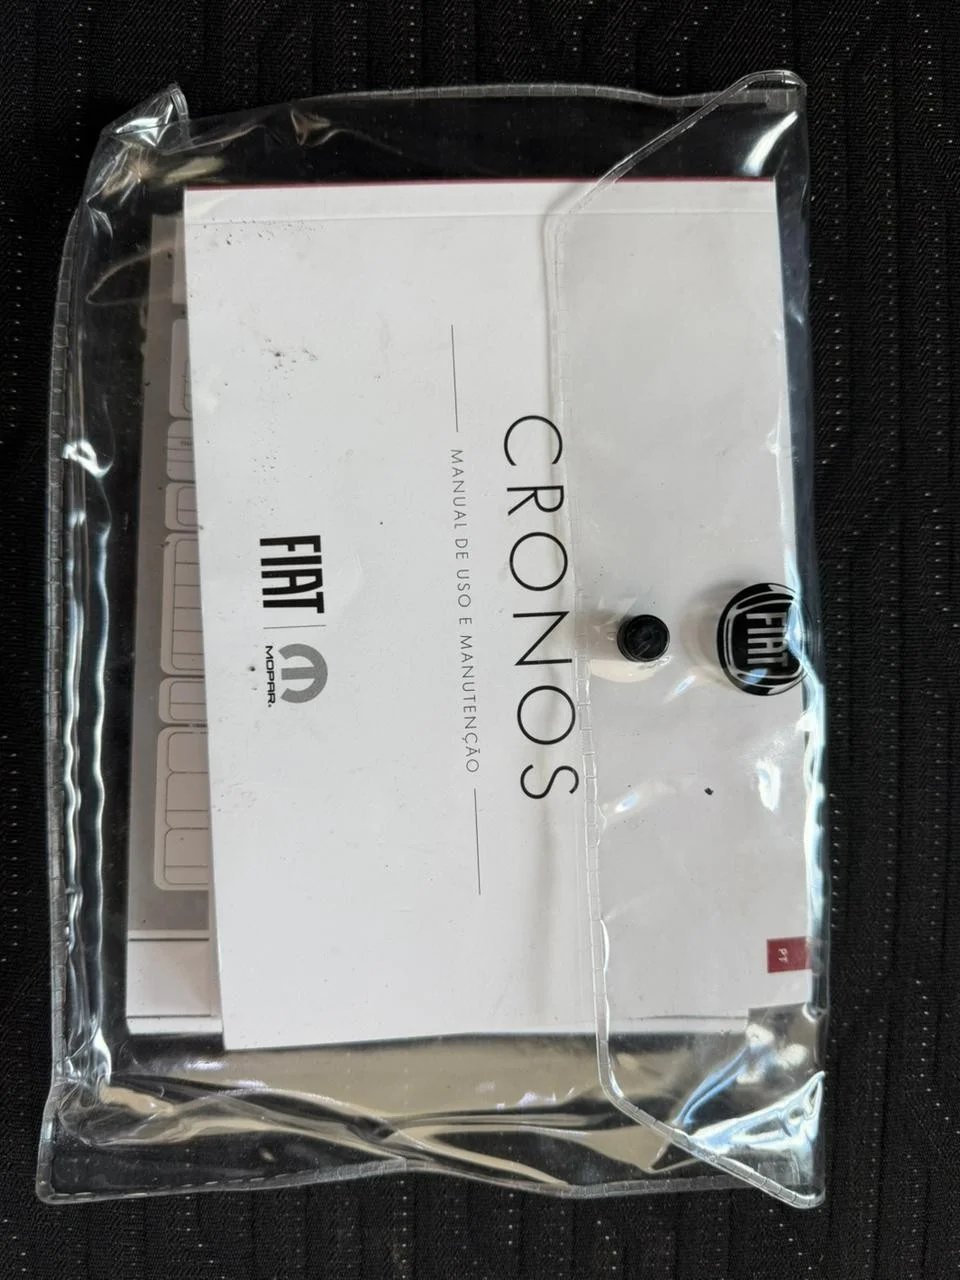 FIAT
PT
CRONOS
MANUAL DE USO E MANUTENÇÃO
FIAT
MOPAR®